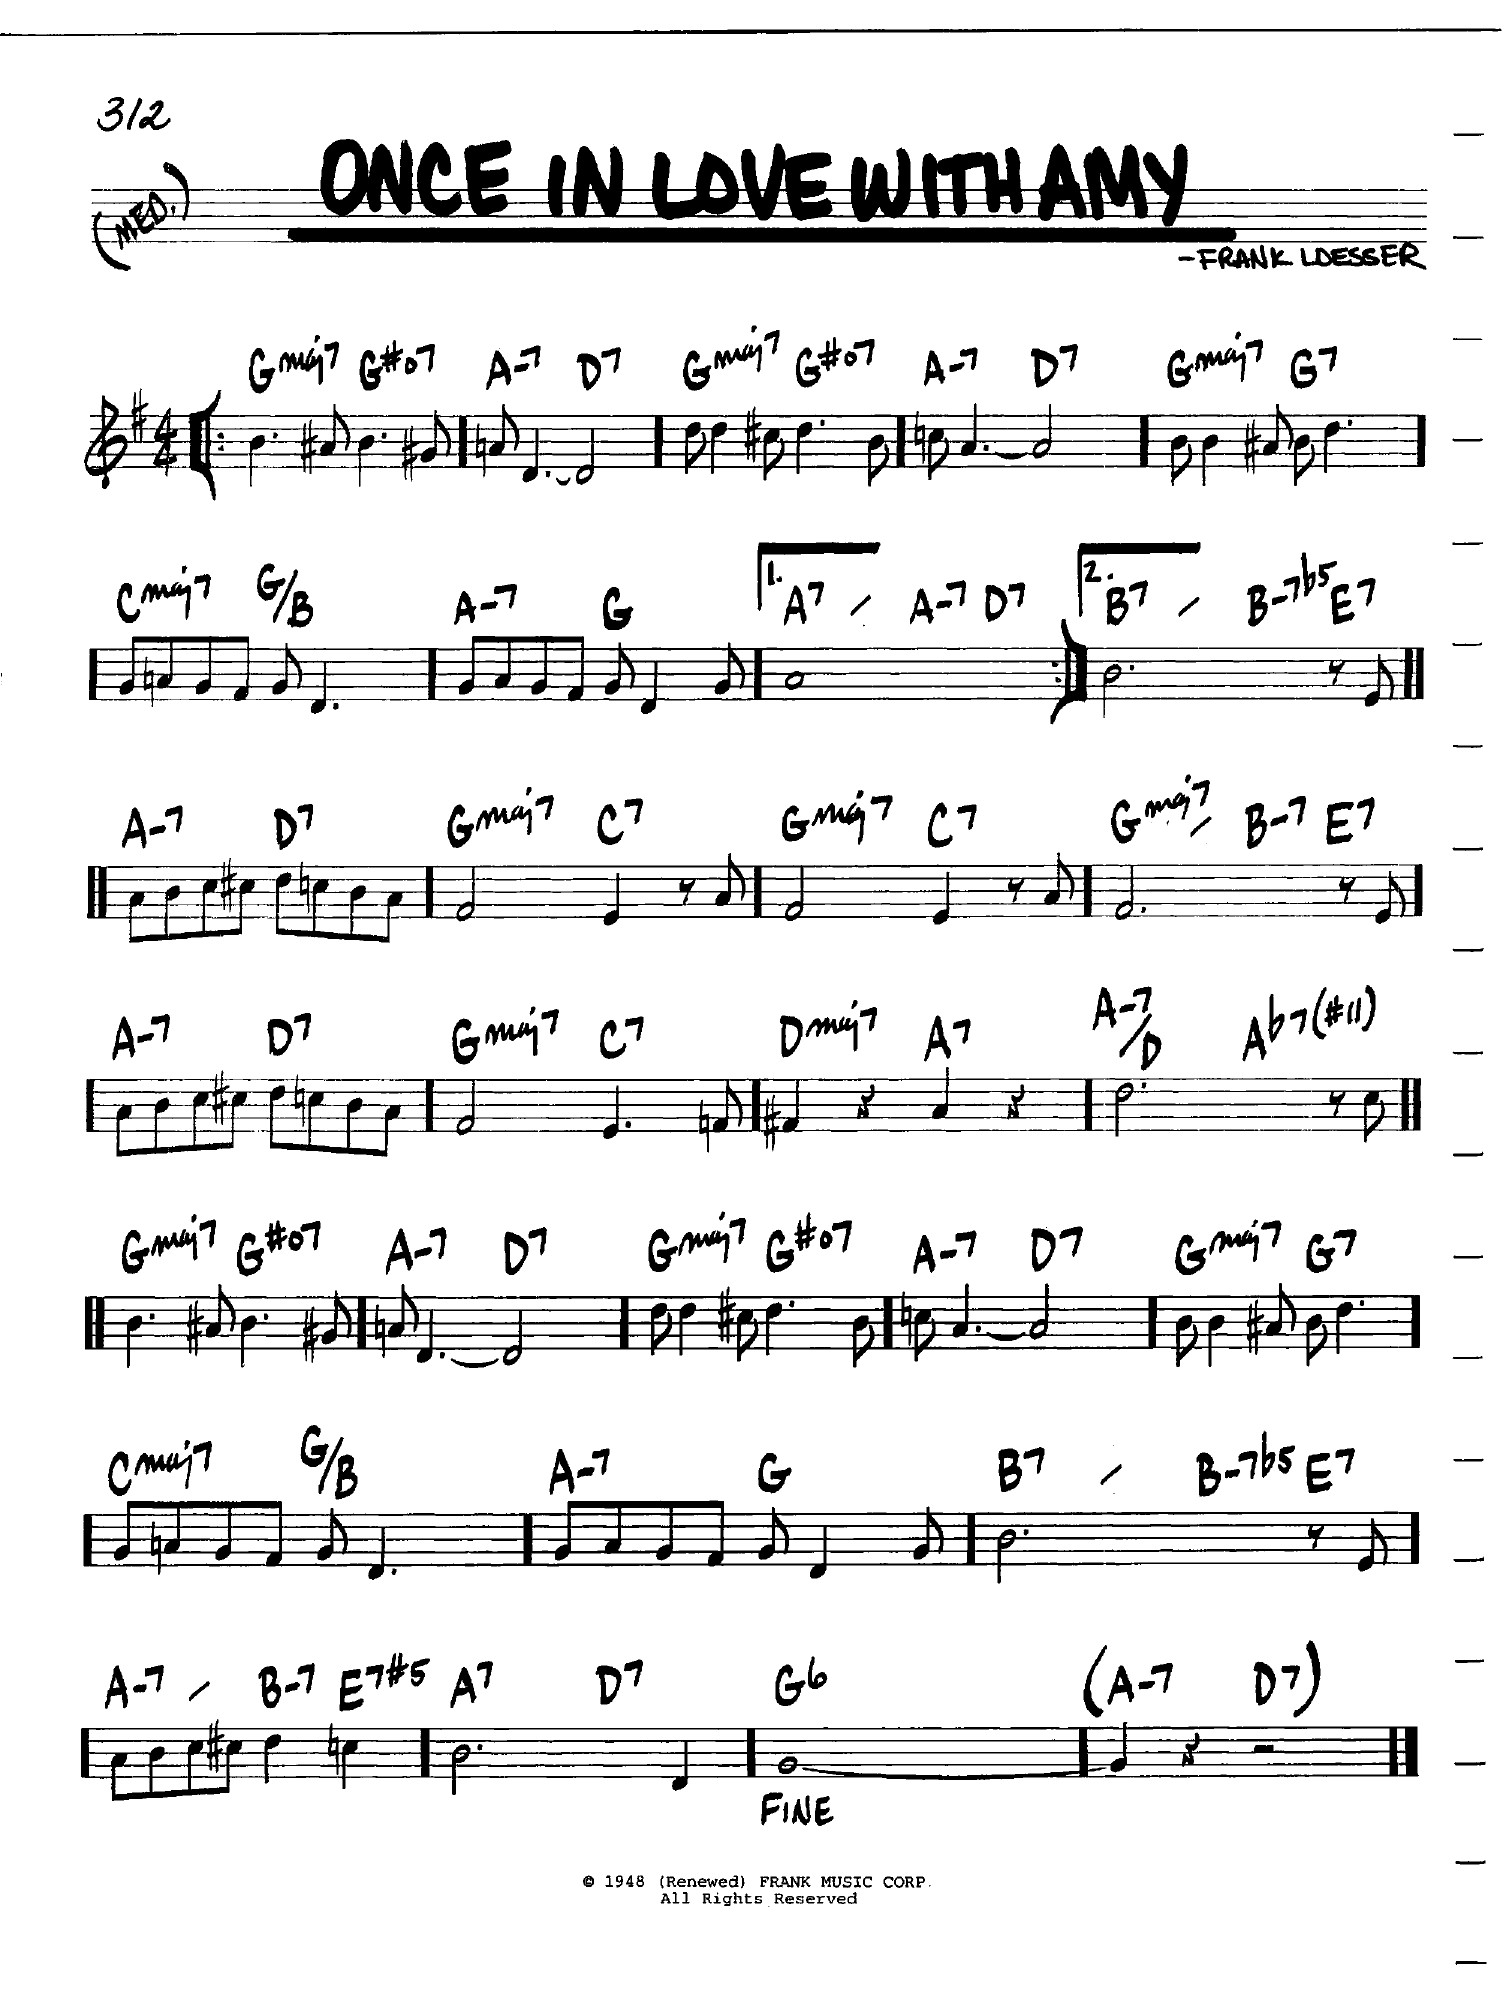 312
(MED.)
ONCE IN LOVE WITH AMY
-FRANK LOESSER
Gmaj7 G#o7 A-7 D7 Gmaj7 G#o7 A-7 D7 Gmaj7 G7
4/4
Cmaj7 G/B A-7 G 1. A7 / A-7 D7 2. B7 / B-7b5 E7
A-7 D7 Gmaj7 C7 Gmaj7 C7 Gmaj7 / B-7 E7
A-7 D7 Gmaj7 C7 Dmaj7 A7 A-7/D Ab7(#11)
Gmaj7 G#o7 A-7 D7 Gmaj7 G#o7 A-7 D7 Gmaj7 G7
Cmaj7 G/B A-7 G B7 / B-7b5 E7
A-7 / B-7 E7#5 A7 D7 G6 (A-7 D7)
FINE
© 1948 (Renewed) FRANK MUSIC CORP.
All Rights Reserved